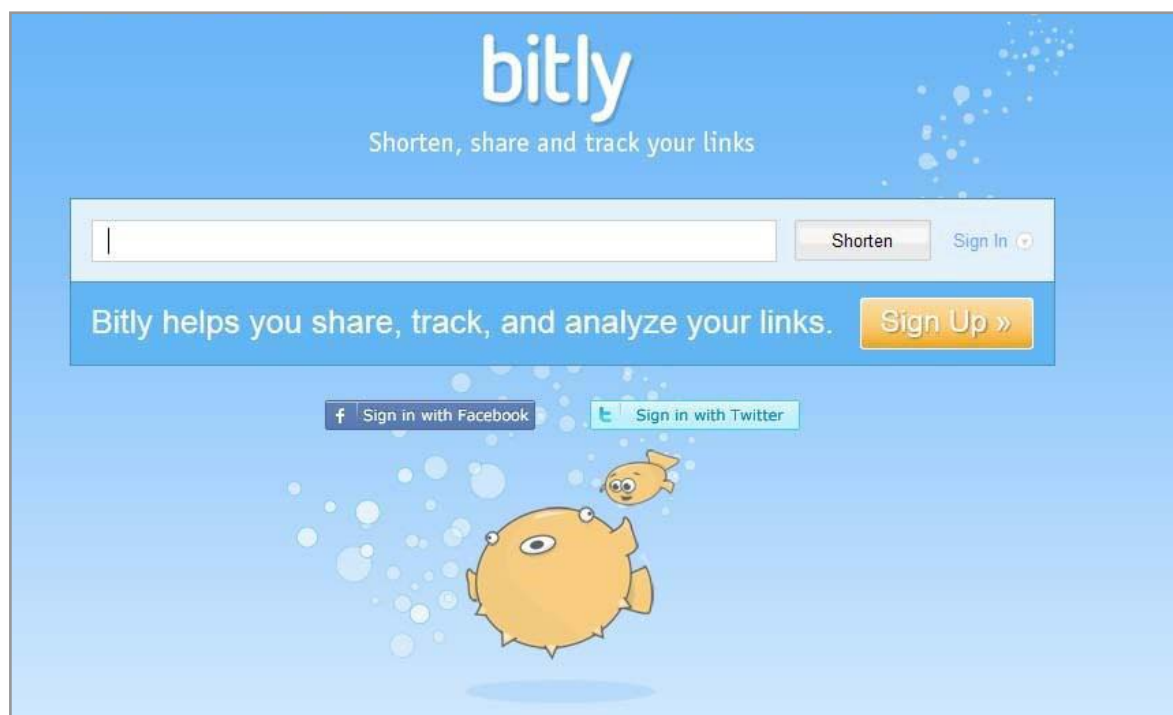 bitly
Shorten, share and track your links
Shorten
Sign In
Bitly helps you share, track, and analyze your links.
Sign Up »
f Sign in with Facebook
t Sign in with Twitter